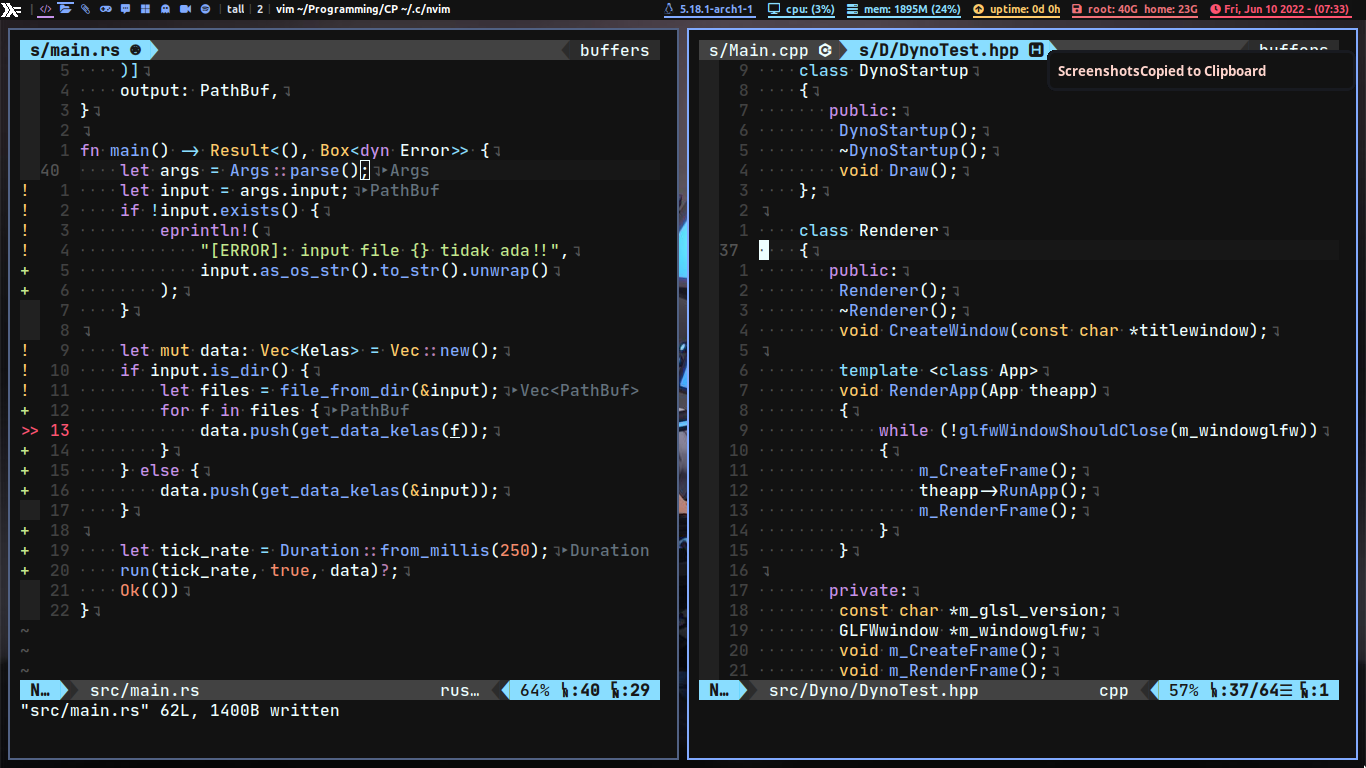 tall | 2 | vim ~/Programming/CP ~/.c/nvim
5.18.1-arch1-1 cpu: (3%) mem: 1895M (24%) uptime: 0d 0h root: 40G home: 23G Fri, Jun 10 2022 - (07:33)
s/main.rs buffers
5 )]
4 output: PathBuf,
3 }
2
1 fn main() -> Result<(), Box<dyn Error>> {
40 let args = Args::parse(); Args
! 1 let input = args.input; PathBuf
! 2 if !input.exists() {
! 3 eprintln!(
! 4 "[ERROR]: input file {} tidak ada!!",
+ 5 input.as_os_str().to_str().unwrap()
+ 6 );
7 }
8
! 9 let mut data: Vec<Kelas> = Vec::new();
! 10 if input.is_dir() {
! 11 let files = file_from_dir(&input); Vec<PathBuf>
+ 12 for f in files { PathBuf
>> 13 data.push(get_data_kelas(f));
+ 14 }
+ 15 } else {
+ 16 data.push(get_data_kelas(&input));
17 }
+ 18
+ 19 let tick_rate = Duration::from_millis(250); Duration
+ 20 run(tick_rate, true, data)?;
21 Ok(())
22 }
~
~
~
N… src/main.rs rus… 64% :40 :29
"src/main.rs" 62L, 1400B written
s/Main.cpp s/D/DynoTest.hpp H buffers
ScreenshotsCopied to Clipboard
9 class DynoStartup
8 {
7 public:
6 DynoStartup();
5 ~DynoStartup();
4 void Draw();
3 };
2
1 class Renderer
37 {
1 public:
2 Renderer();
3 ~Renderer();
4 void CreateWindow(const char *titlewindow);
5
6 template <class App>
7 void RenderApp(App theapp)
8 {
9 while (!glfwWindowShouldClose(m_windowglfw))
10 {
11 m_CreateFrame();
12 theapp->RunApp();
13 m_RenderFrame();
14 }
15 }
16
17 private:
18 const char *m_glsl_version;
19 GLFWwindow *m_windowglfw;
20 void m_CreateFrame();
21 void m_RenderFrame();
N… src/Dyno/DynoTest.hpp cpp 57% :37/64☰ :1